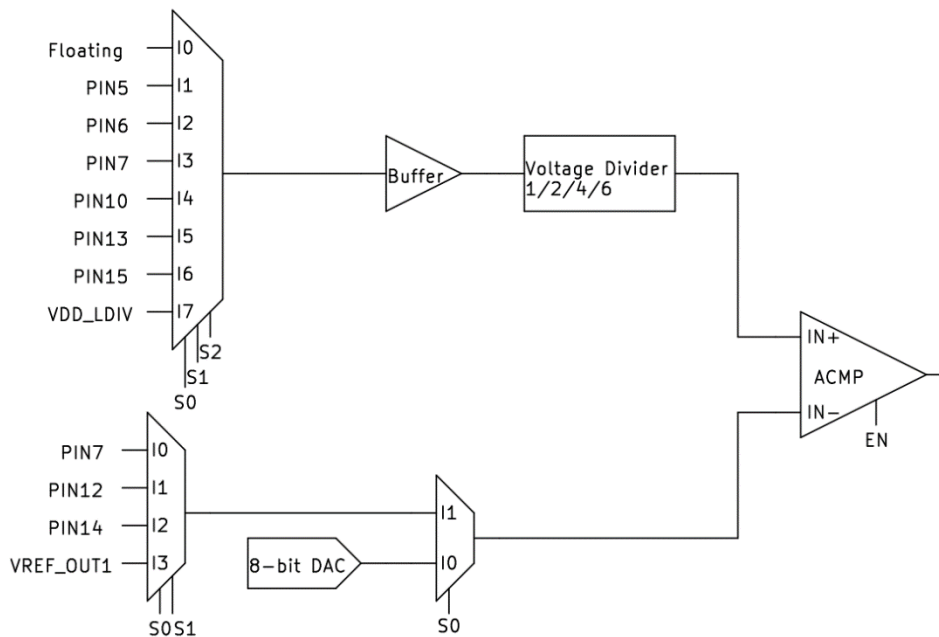 Floating
I0
PIN5
I1
PIN6
I2
PIN7
I3
PIN10
I4
PIN13
I5
PIN15
I6
VDD_LDIV
I7
S2
S1
S0
Buffer
Voltage Divider
1/2/4/6
IN+
ACMP
IN-
EN
PIN7
I0
PIN12
I1
PIN14
I2
VREF_OUT1
I3
S0
S1
8-bit DAC
I1
I0
S0